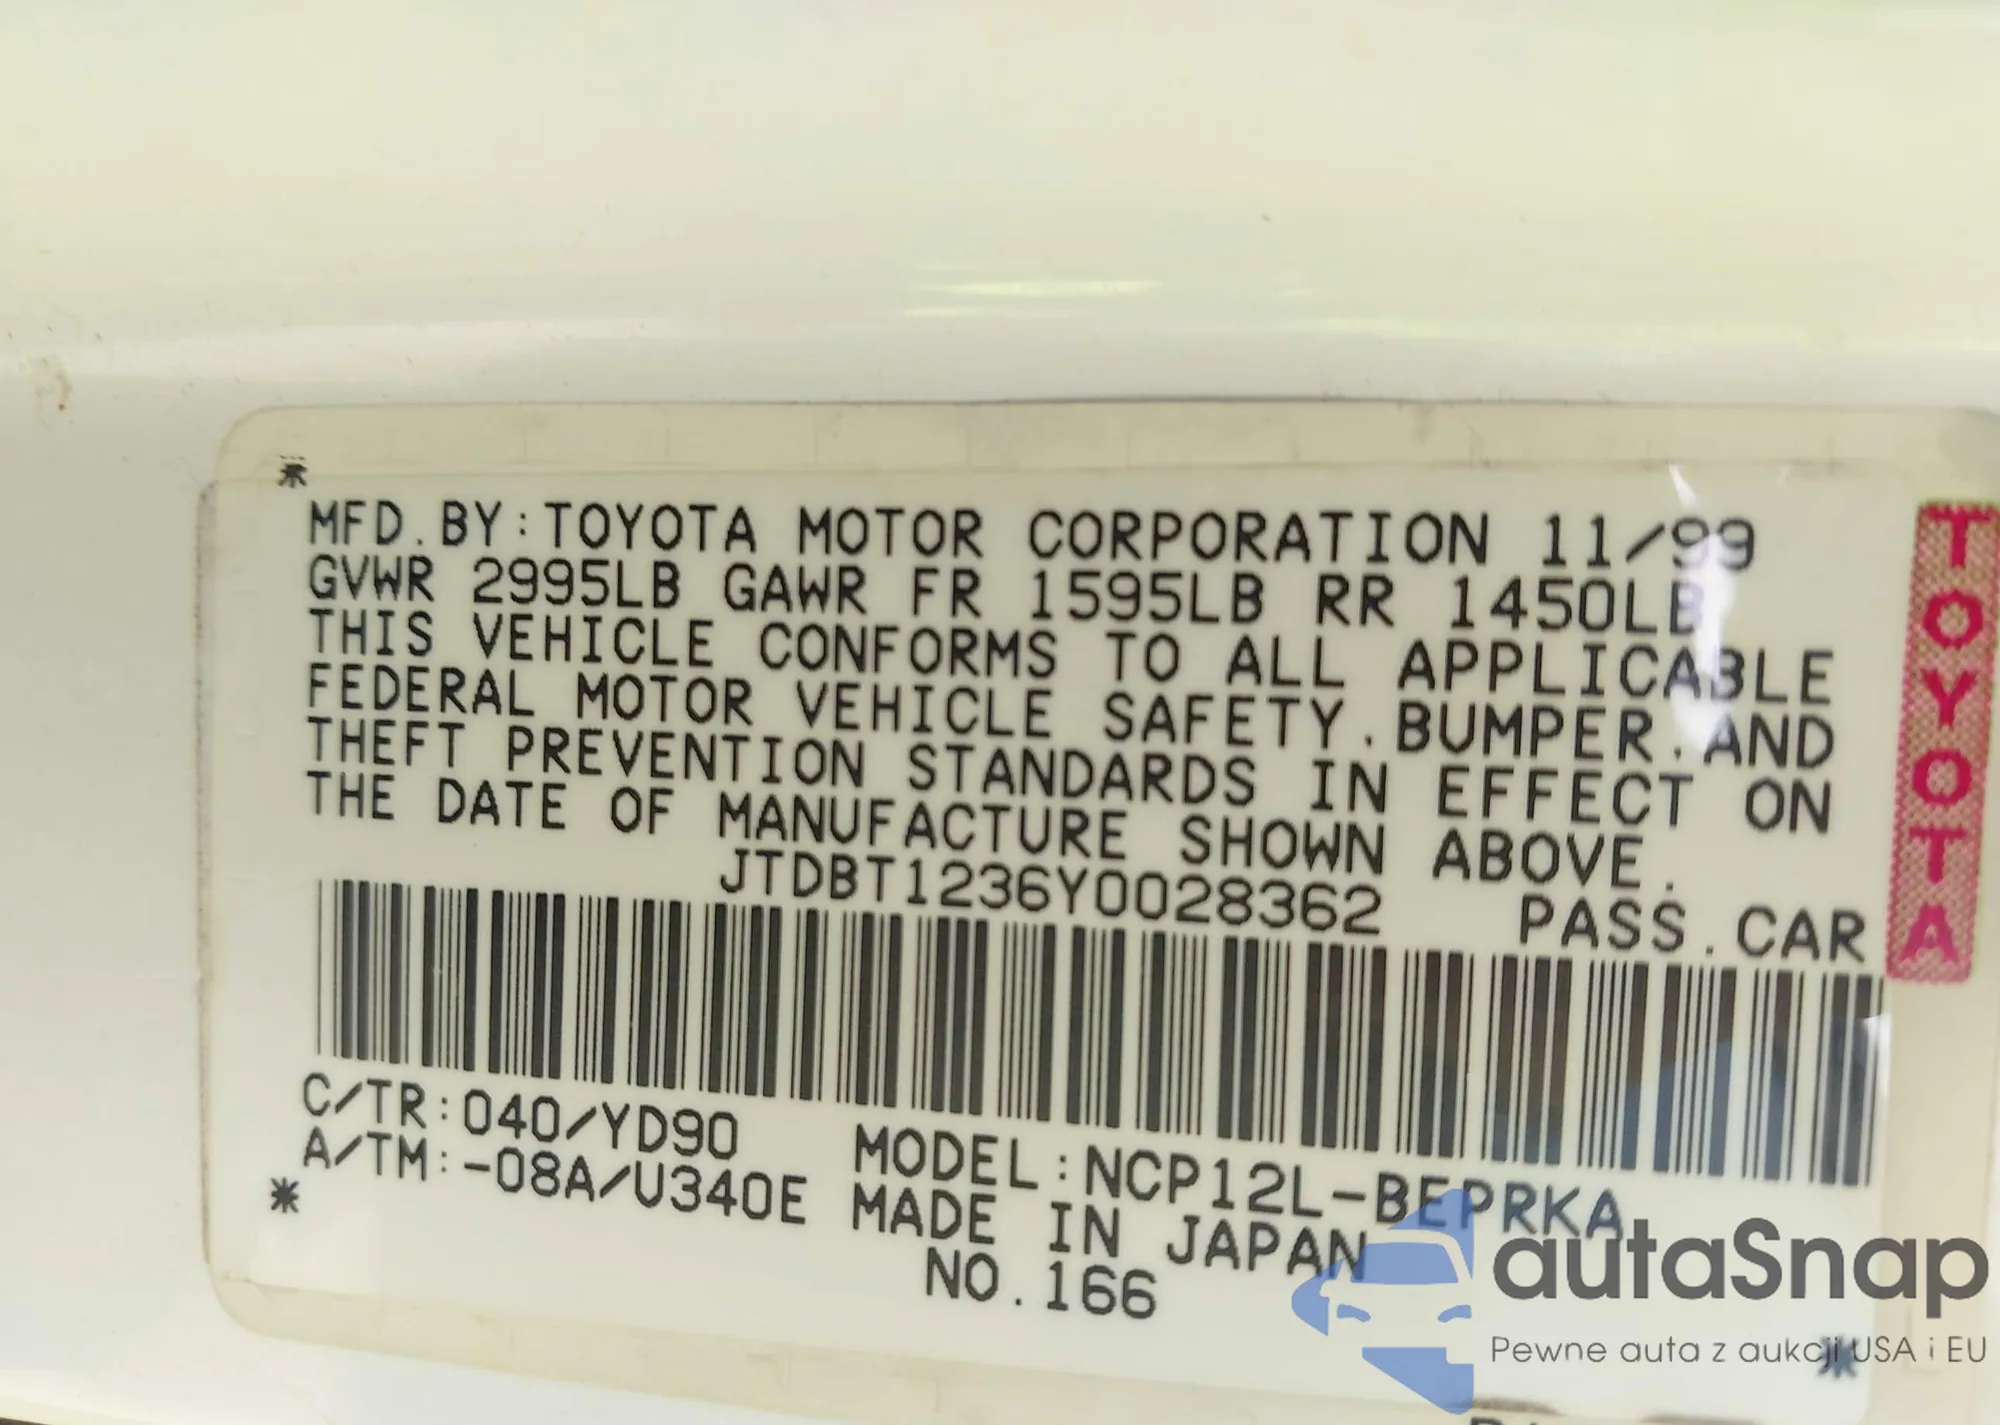 MFD.BY:TOYOTA MOTOR CORPORATION 11/99
GVWR 2995LB GAWR FR 1595LB RR 1450LB
THIS VEHICLE CONFORMS TO ALL APPLICABLE
FEDERAL MOTOR VEHICLE SAFETY.BUMPER.AND
THEFT PREVENTION STANDARDS IN EFFECT ON
THE DATE OF MANUFACTURE SHOWN ABOVE.
JTDBT1236Y0028362 PASS.CAR
C/TR:040/YD90 MODEL:NCP12L-BEPRKA
A/TM:-08A/U340E MADE IN JAPAN
NO.166
TOYOTA
autaSnap
Pewne auta z aukcji USA i EU